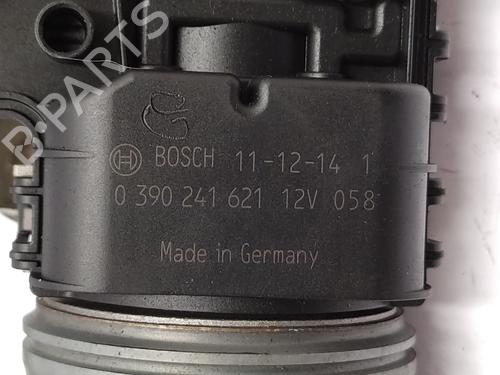 B-PARTS
BOSCH 11-12-14 1
0 390 241 621 12V 058
Made in Germany